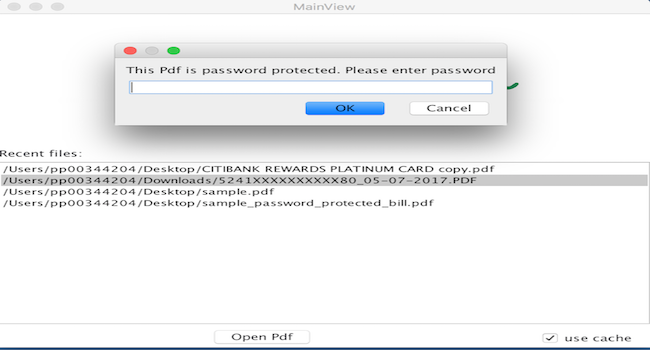 MainView
This Pdf is password protected. Please enter password
OK
Cancel
Recent files:
/Users/pp00344204/Desktop/CITIBANK REWARDS PLATINUM CARD copy.pdf
/Users/pp00344204/Downloads/5241XXXXXXXXXX80_05-07-2017.PDF
/Users/pp00344204/Desktop/sample.pdf
/Users/pp00344204/Desktop/sample_password_protected_bill.pdf
Open Pdf
use cache